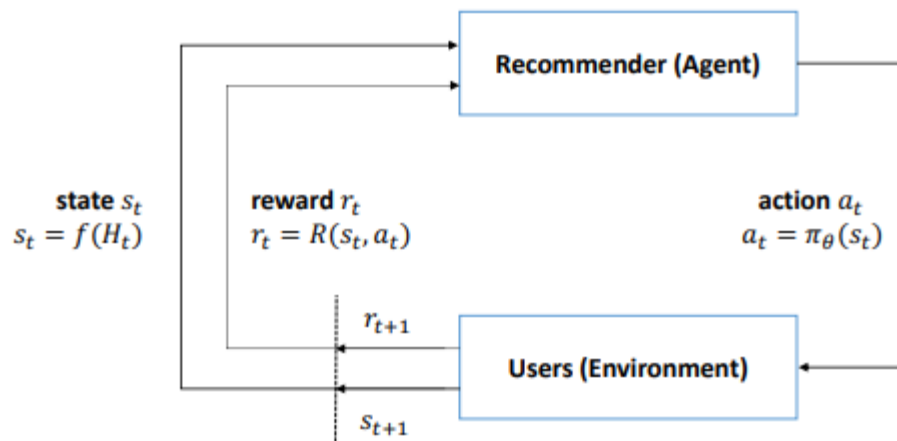 Recommender (Agent)
state s_t
s_t = f(H_t)
reward r_t
r_t = R(s_t, a_t)
action a_t
a_t = π_θ(s_t)
r_{t+1}
Users (Environment)
s_{t+1}